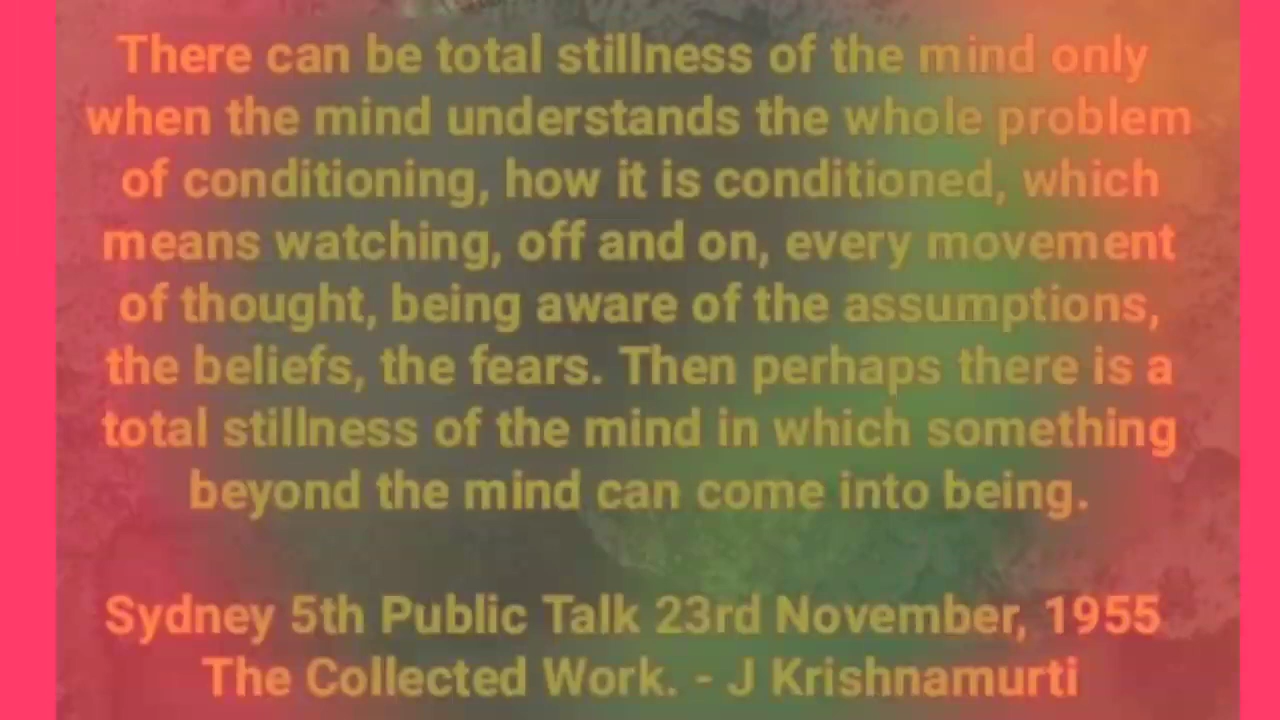 There can be total stillness of the mind only
when the mind understands the whole problem
of conditioning, how it is conditioned, which
means watching, off and on, every movement
of thought, being aware of the assumptions,
the beliefs, the fears. Then perhaps there is a
total stillness of the mind in which something
beyond the mind can come into being.
Sydney 5th Public Talk 23rd November, 1955
The Collected Work. - J Krishnamurti